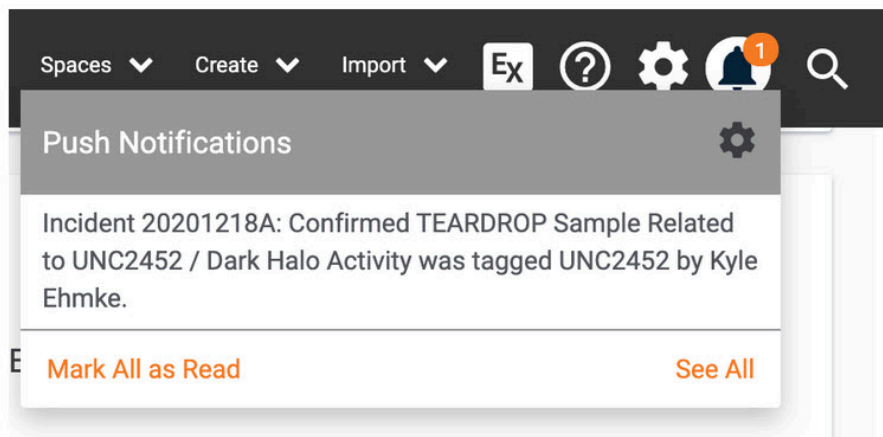 Spaces Create Import Ex 1
Push Notifications
Incident 20201218A: Confirmed TEARDROP Sample Related
to UNC2452 / Dark Halo Activity was tagged UNC2452 by Kyle
Ehmke.
Mark All as Read See All